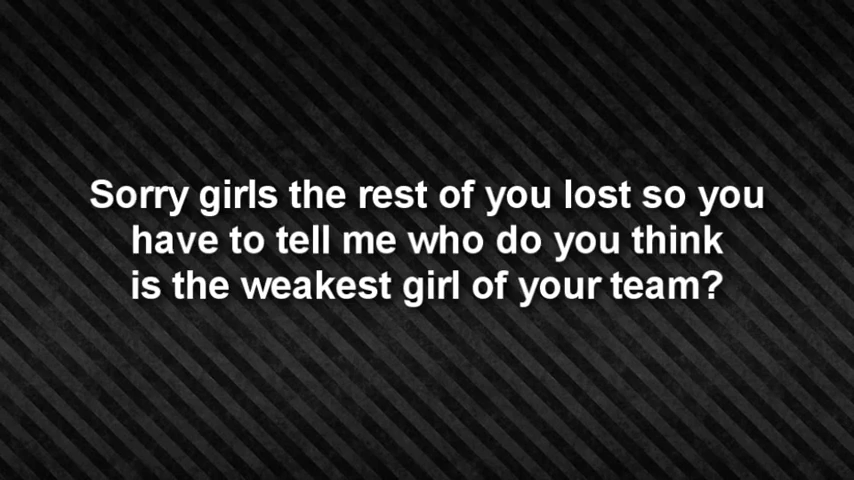 Sorry girls the rest of you lost so you
have to tell me who do you think
is the weakest girl of your team?